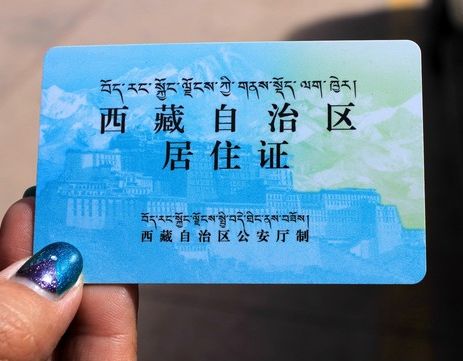 བོད་རང་སྐྱོང་ལྗོངས་ཀྱི་གནས་སྡོད་ལག་ཁྱེར།
西藏自治区
居住证
བོད་རང་སྐྱོང་ལྗོངས་སྤྱི་བདེ་ཐིང་ནས་བཟོས།
西藏自治区公安厅制